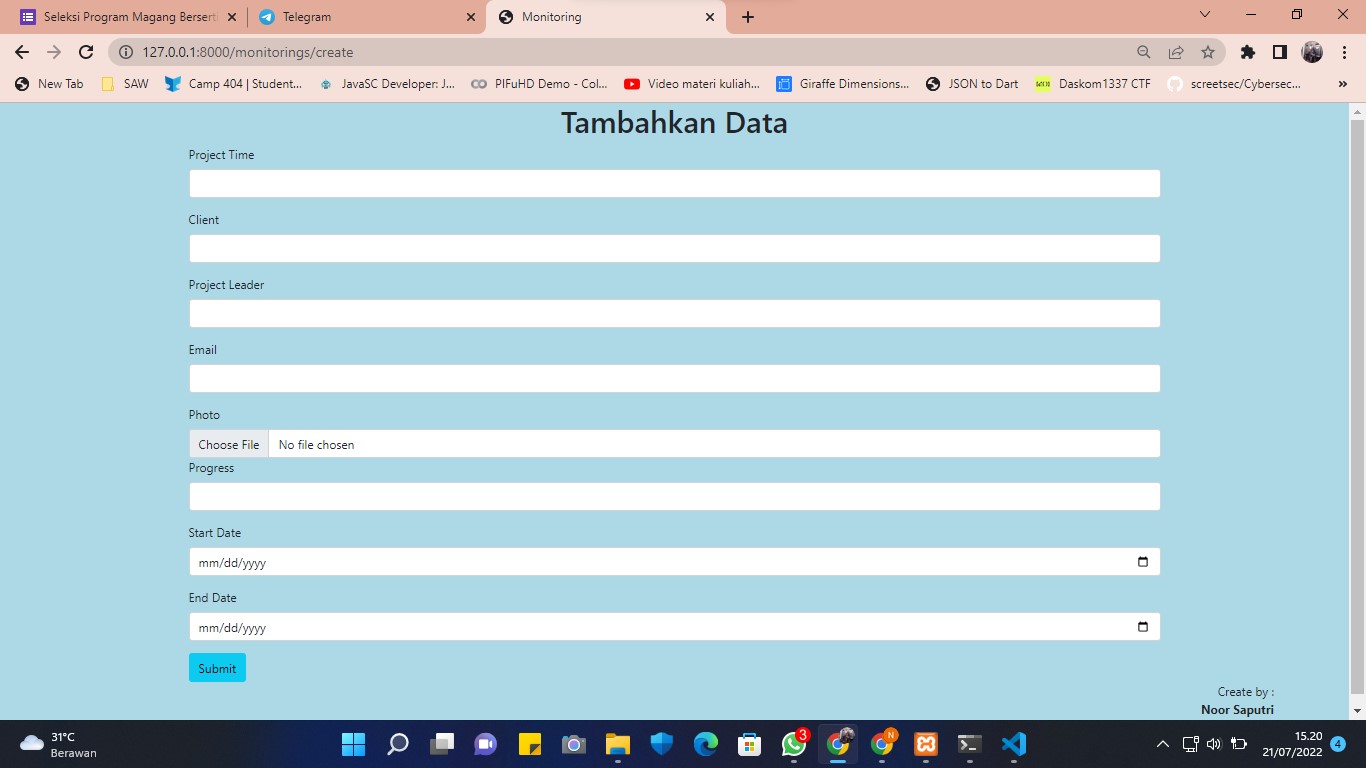 Seleksi Program Magang Berserti
Telegram
Monitoring
127.0.0.1:8000/monitorings/create
New Tab
SAW
Camp 404 | Student...
JavaSC Developer: J...
PIFuHD Demo - Col...
Video materi kuliah...
Giraffe Dimensions...
JSON to Dart
Daskom1337 CTF
screetsec/Cybersec...
»
Tambahkan Data
Project Time
Client
Project Leader
Email
Photo
Choose File No file chosen
Progress
Start Date
mm/dd/yyyy
End Date
mm/dd/yyyy
Submit
Create by :
Noor Saputri
31°C
Berawan
3
N
15.20
21/07/2022
4